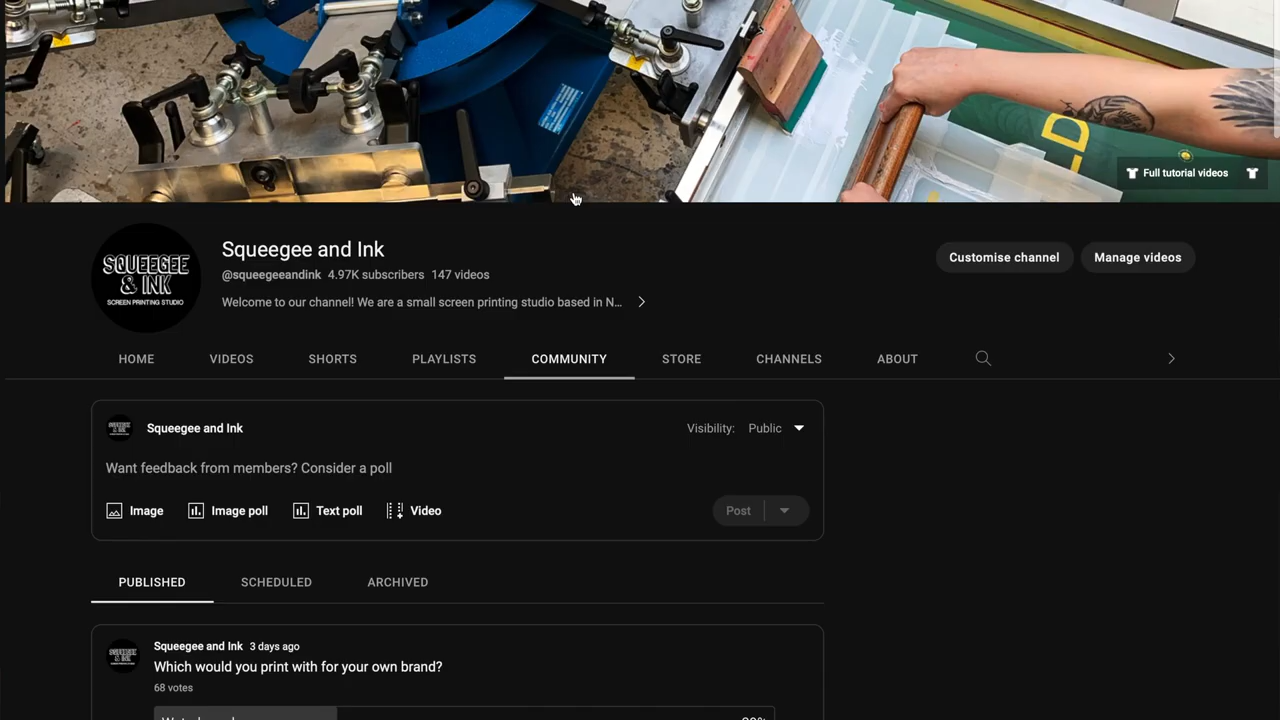 LD
Full tutorial videos
SQUEEGEE
& INK
SCREEN PRINTING STUDIO
Squeegee and Ink
@squeegeeandink 4.97K subscribers 147 videos
Welcome to our channel! We are a small screen printing studio based in N...
Customise channel
Manage videos
HOME VIDEOS SHORTS PLAYLISTS COMMUNITY STORE CHANNELS ABOUT
Squeegee and Ink
Visibility: Public
Want feedback from members? Consider a poll
Image Image poll Text poll Video Post
PUBLISHED SCHEDULED ARCHIVED
Squeegee and Ink 3 days ago
Which would you print with for your own brand?
68 votes